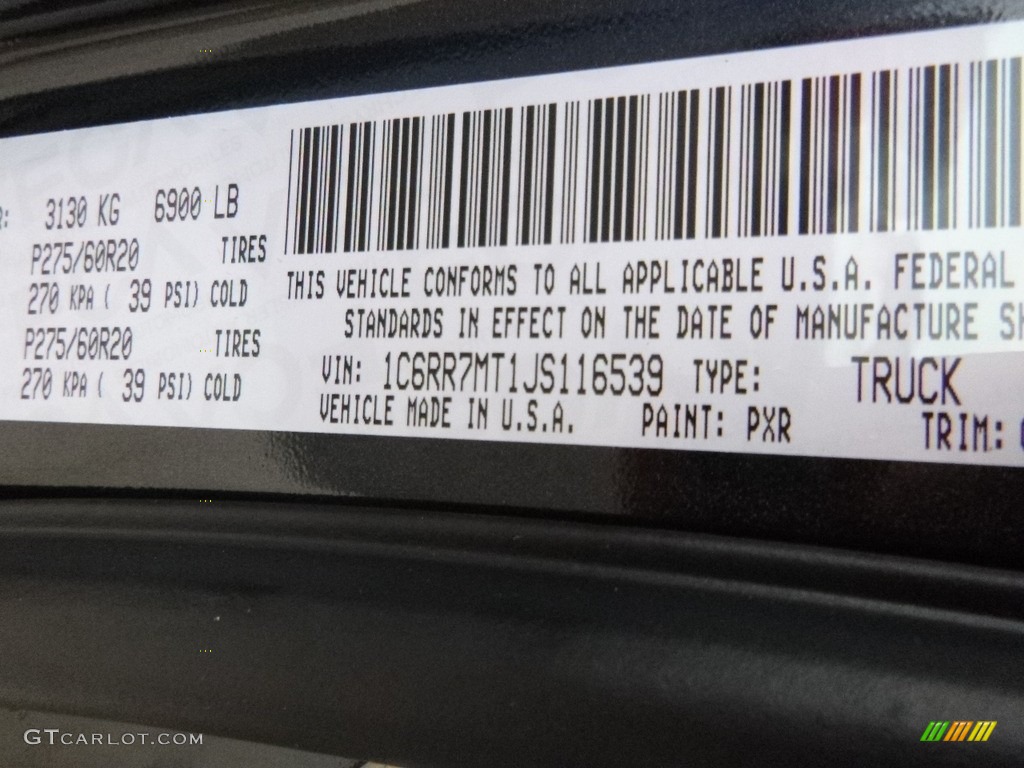 R: 3130 KG 6900 LB
P275/60R20 TIRES
270 KPA ( 39 PSI) COLD
P275/60R20 TIRES
270 KPA ( 39 PSI) COLD
THIS VEHICLE CONFORMS TO ALL APPLICABLE U.S.A. FEDERAL
STANDARDS IN EFFECT ON THE DATE OF MANUFACTURE
VIN: 1C6RR7MT1JS116539 TYPE: TRUCK
VEHICLE MADE IN U.S.A. PAINT: PXR TRIM:
GTCARLOT.COM